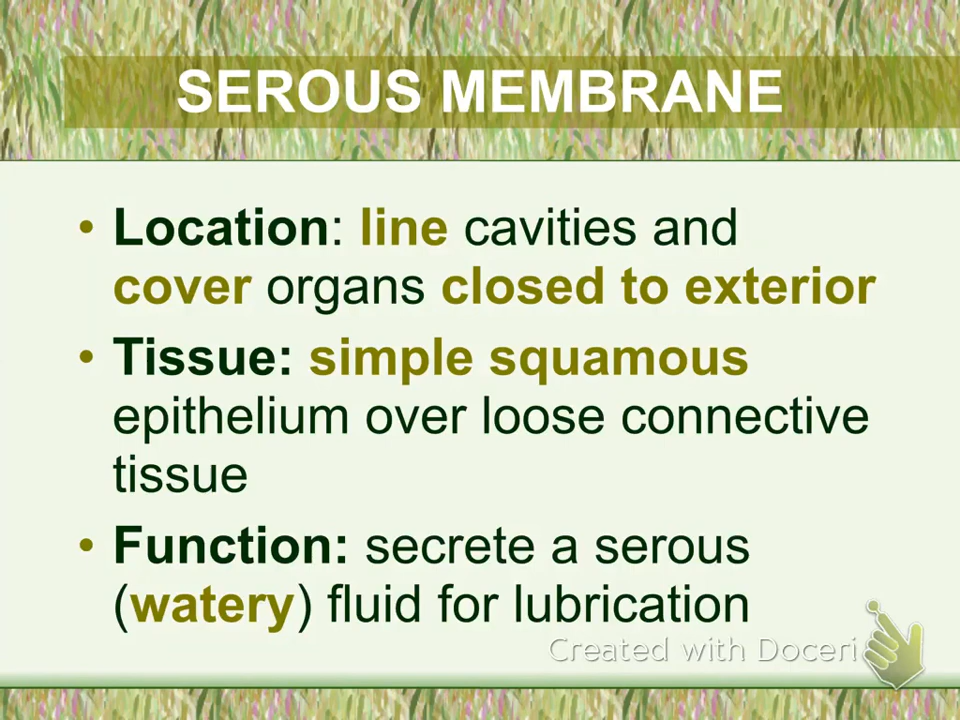 SEROUS MEMBRANE
• Location: line cavities and
cover organs closed to exterior
• Tissue: simple squamous
epithelium over loose connective
tissue
• Function: secrete a serous
(watery) fluid for lubrication
Created with Doceri